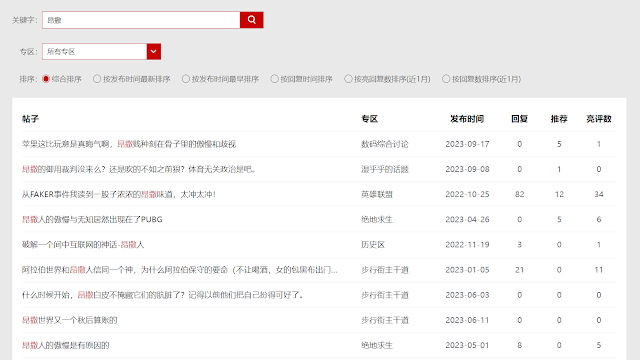 关键字： 昂撒
专区： 所有专区
排序： 综合排序 按发布时间最新排序 按发布时间最早排序 按回复时间排序 按亮回复数排序(近1月) 按回复数排序(近1月)
帖子 专区 发布时间 回复 推荐 亮评数
苹果这比玩意是真晦气啊，昂撒贱种刻在骨子里的傲慢和歧视 数码综合讨论 2023-09-17 0 5 1
昂撒的御用裁判没来么？还是吹的不如之前狠？体育无关政治是吧。 湿乎乎的话题 2023-09-08 0 1 0
从FAKER事件我读到一股子浓浓的昂撒味道，太冲太冲！ 英雄联盟 2022-10-25 82 12 34
昂撒人的傲慢与无知居然出现在了PUBG 绝地求生 2023-04-26 0 5 6
破解一个间中互联网的神话-昂撒人 历史区 2022-11-19 3 0 1
阿拉伯世界和昂撒人信同一个神，为什么阿拉伯保守的要命（不让喝酒，女的包黑布出门... 步行街主干道 2023-01-05 21 0 11
什么时候开始，昂撒白皮不掩藏它们的肮脏了？记得以前他们把自己扮得可好了。 步行街主干道 2023-06-03 0 0 0
昂撒世界又一个秋后算账的 步行街主干道 2023-06-11 0 0 0
昂撒人的傲慢是有原因的 绝地求生 2023-05-01 8 0 5